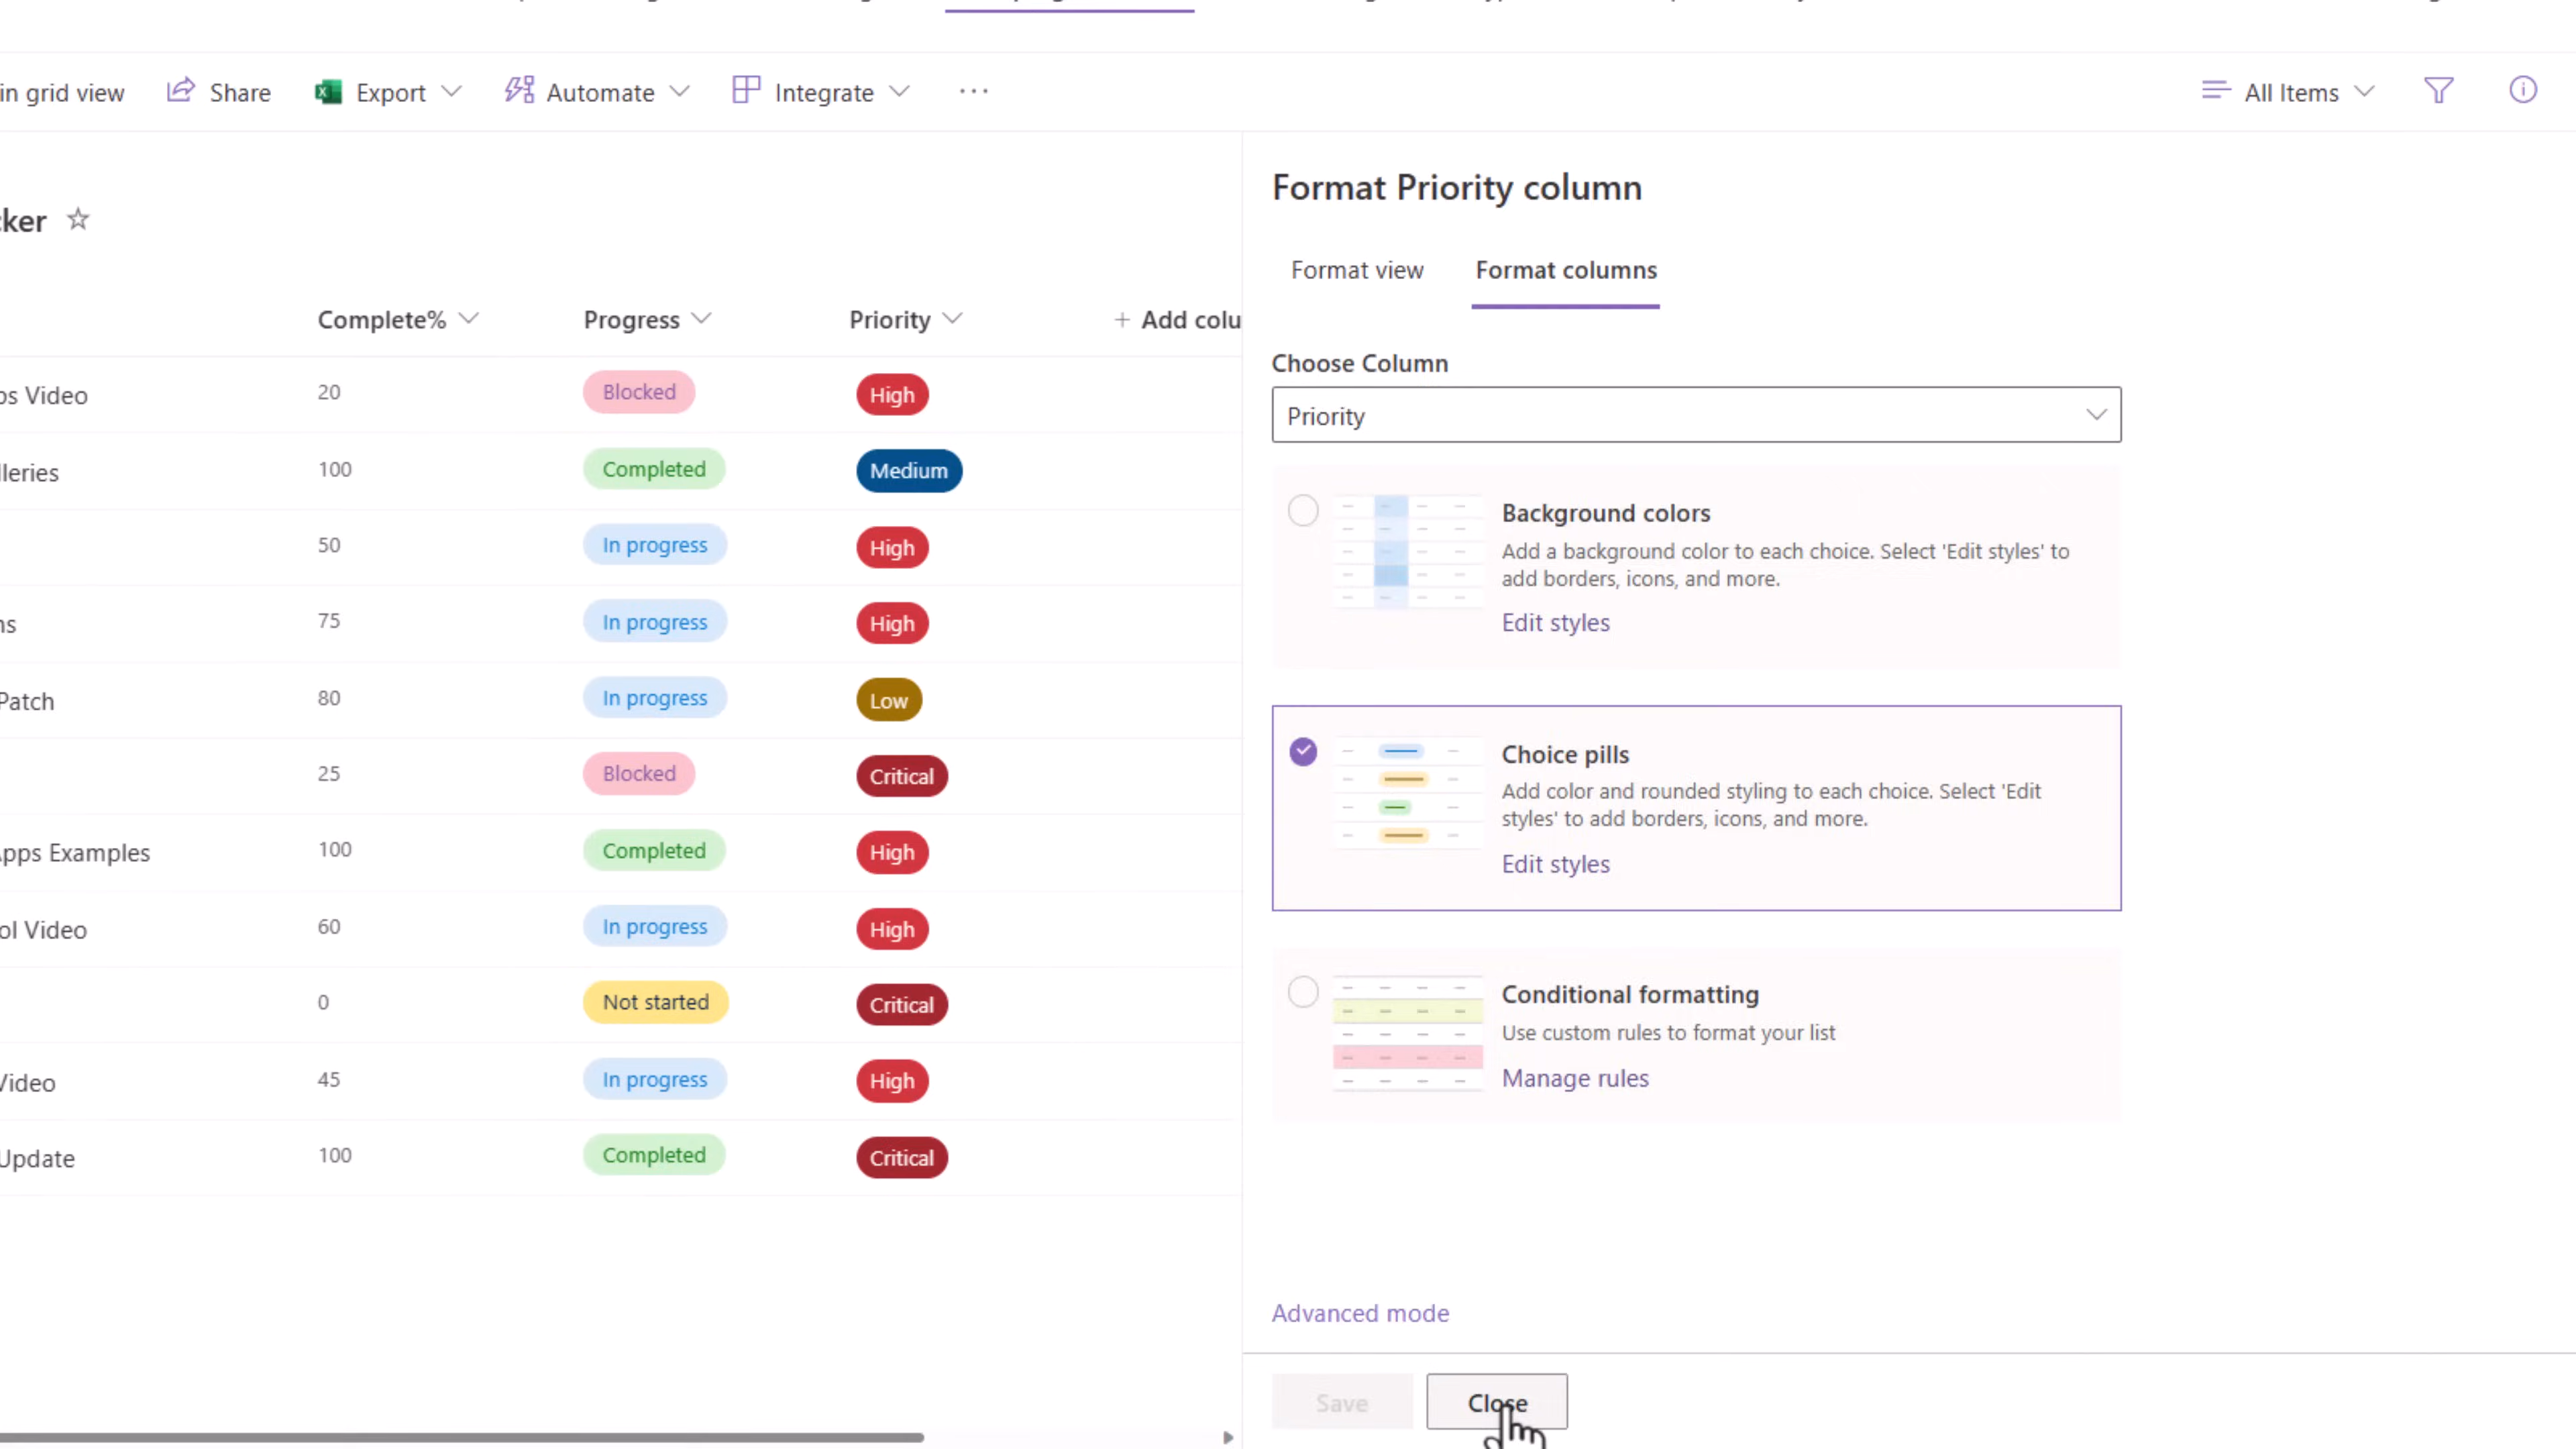 in grid view Share Export Automate Integrate ... All Items
cker
Complete% Progress Priority + Add colu
os Video 20 Blocked High
lleries 100 Completed Medium
50 In progress High
ns 75 In progress High
Patch 80 In progress Low
25 Blocked Critical
Apps Examples 100 Completed High
ol Video 60 In progress High
0 Not started Critical
Video 45 In progress High
Update 100 Completed Critical
Format Priority column
Format view Format columns
Choose Column
Priority
Background colors
Add a background color to each choice. Select 'Edit styles' to
add borders, icons, and more.
Edit styles
Choice pills
Add color and rounded styling to each choice. Select 'Edit
styles' to add borders, icons, and more.
Edit styles
Conditional formatting
Use custom rules to format your list
Manage rules
Advanced mode
Save Close